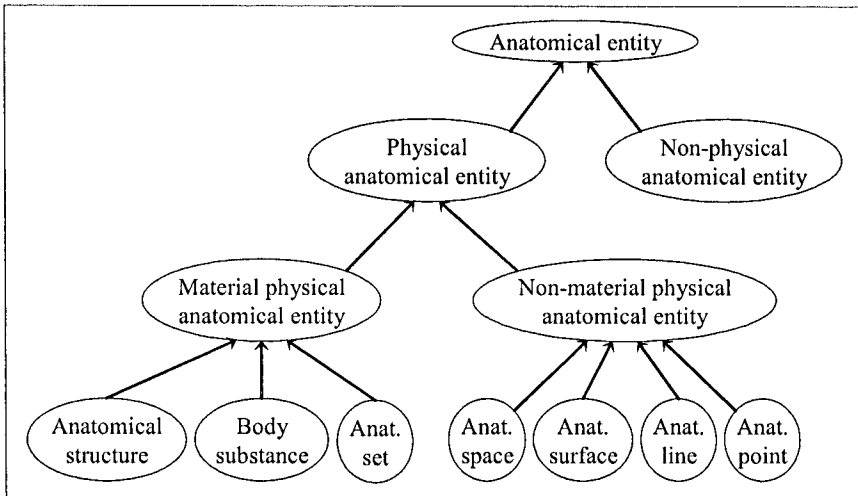 Anatomical entity
Physical
anatomical entity
Non-physical
anatomical entity
Material physical
anatomical entity
Non-material physical
anatomical entity
Anatomical
structure
Body
substance
Anat.
set
Anat.
space
Anat.
surface
Anat.
line
Anat.
point